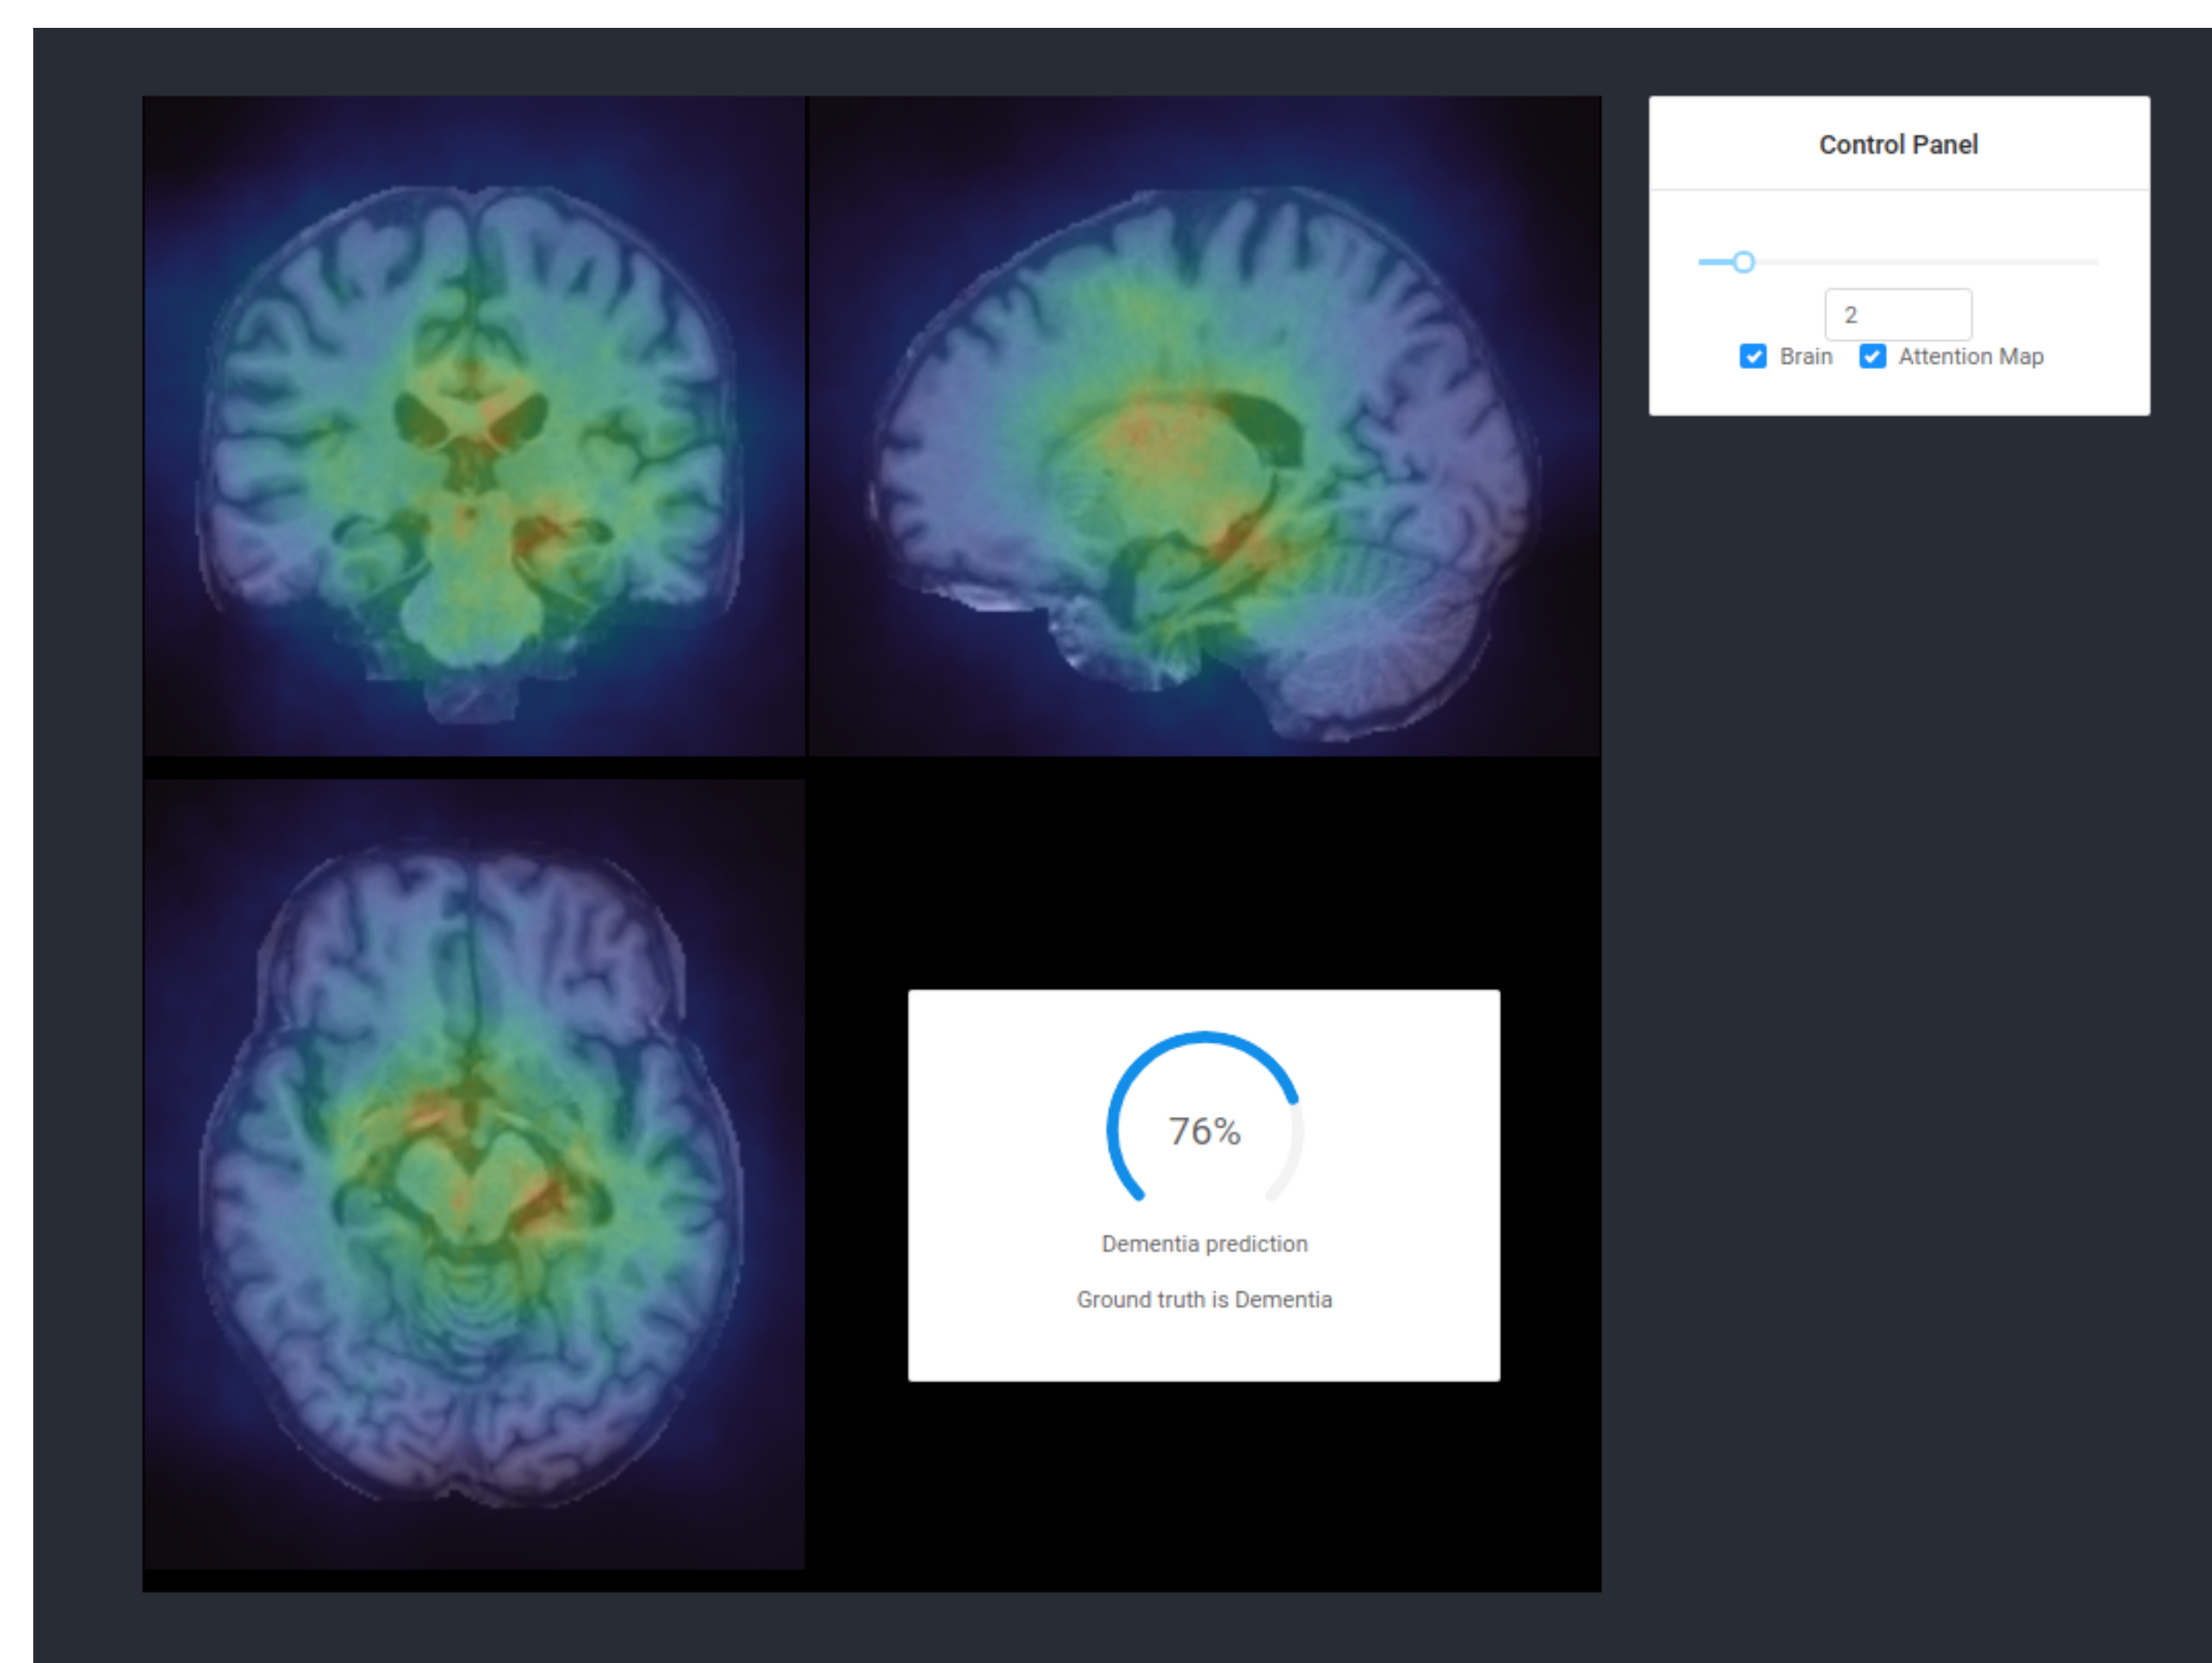 Control Panel
2
Brain Attention Map
76%
Dementia prediction
Ground truth is Dementia